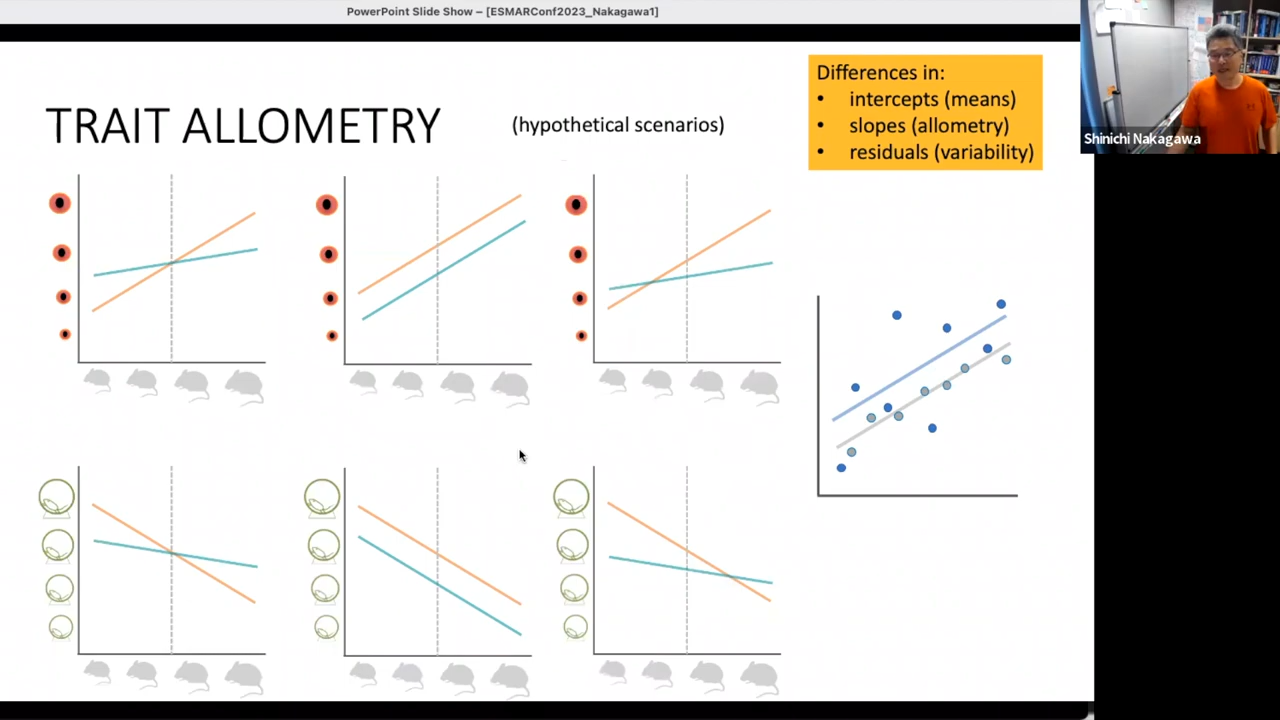 PowerPoint Slide Show – [ESMARConf2023_Nakagawa1]
TRAIT ALLOMETRY
(hypothetical scenarios)
Differences in:
• intercepts (means)
• slopes (allometry)
• residuals (variability)
Shinichi Nakagawa